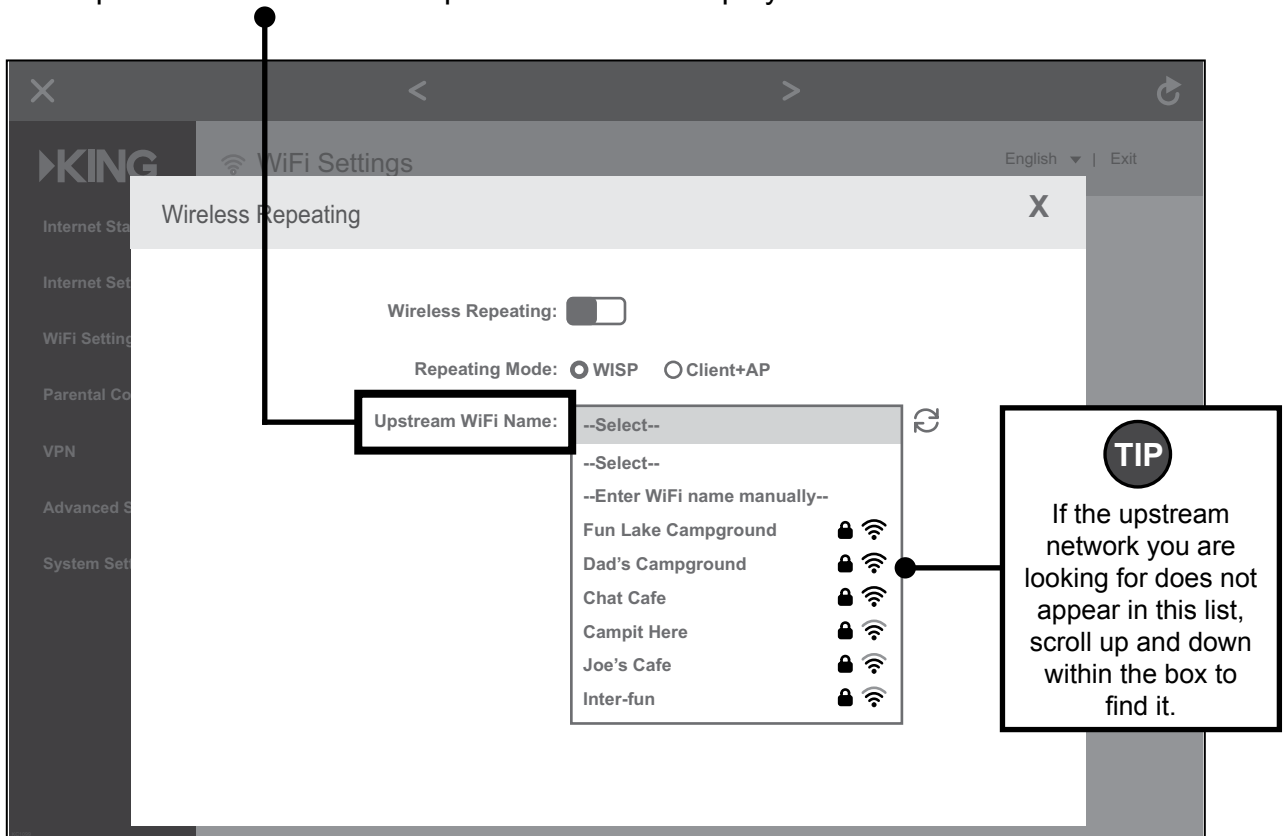 KING
WiFi Settings
English | Exit
Internet Sta
Internet Set
WiFi Setting
Parental Co
VPN
Advanced S
System Sett
Wireless Repeating
X
Wireless Repeating:
Repeating Mode: WISP Client+AP
Upstream WiFi Name: --Select--
--Select--
--Enter WiFi name manually--
Fun Lake Campground
Dad’s Campground
Chat Cafe
Campit Here
Joe’s Cafe
Inter-fun
TIP
If the upstream
network you are
looking for does not
appear in this list,
scroll up and down
within the box to
find it.